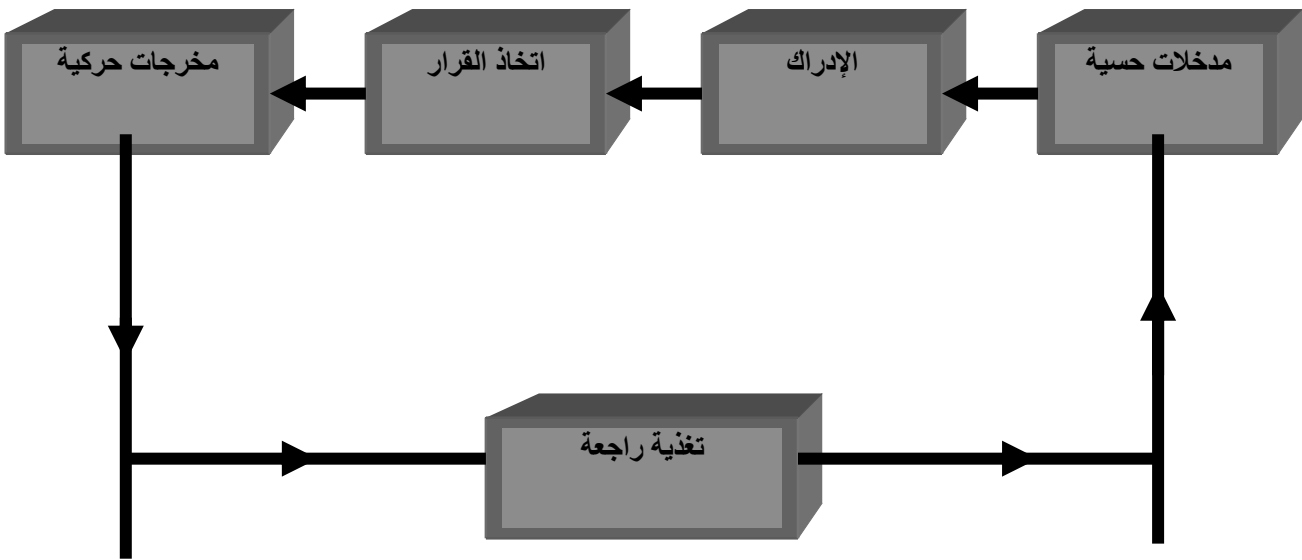 مدخلات حسية
الإدراك
اتخاذ القرار
مخرجات حركية
تغذية راجعة